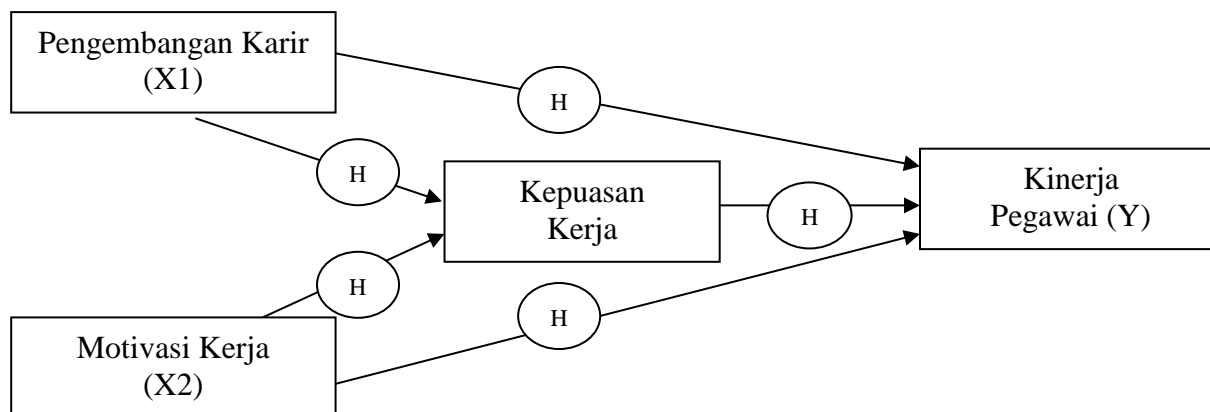 Pengembangan Karir
(X1)
H
H
Kepuasan
Kerja
H
Kinerja
Pegawai (Y)
H
H
Motivasi Kerja
(X2)